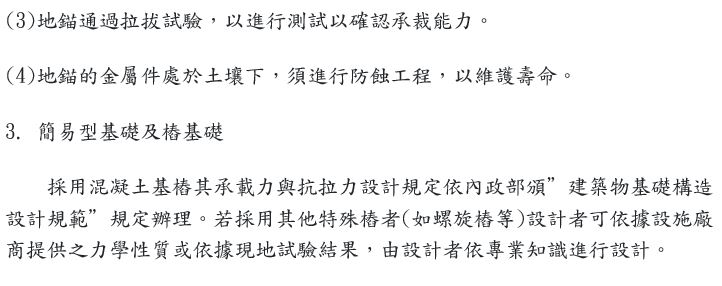 (3)地錨通過拉拔試驗，以進行測試以確認承裁能力。
(4)地錨的金屬件處於土壤下，須進行防蝕工程，以維護壽命。
3. 簡易型基礎及樁基礎
採用混凝土基樁其承載力與抗拉力設計規定依內政部頒”建築物基礎構造
設計規範”規定辦理。若採用其他特殊樁者(如螺旋樁等)設計者可依據設施廠
商提供之力學性質或依據現地試驗結果，由設計者依專業知識進行設計。